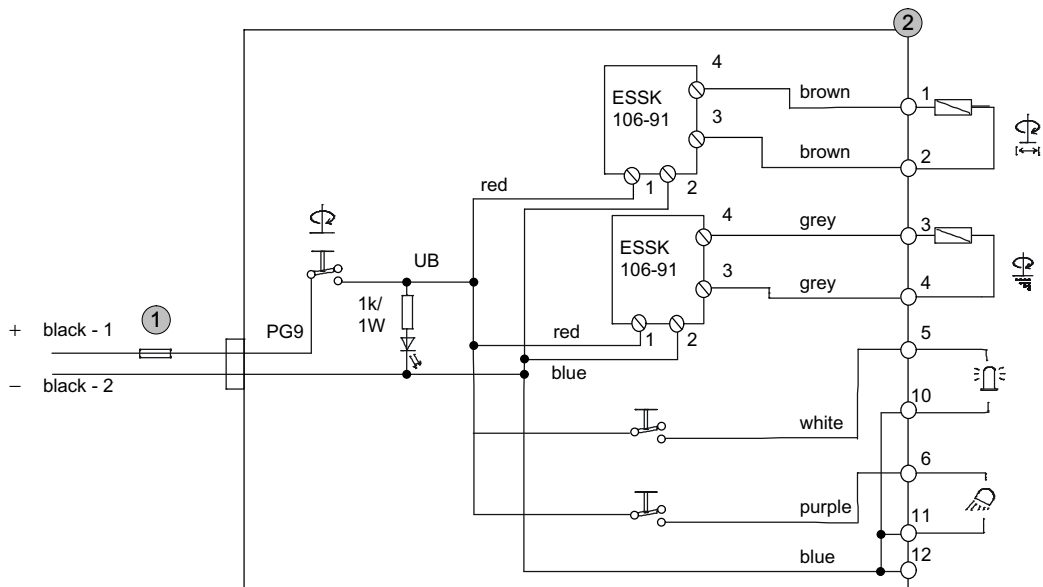 2
4
ESSK
106-91
brown
1
3
brown
2
1
2
red
4
grey
3
ESSK
106-91
UB
3
grey
4
1k/
1W
1
+ black - 1
PG9
red
1
2
5
− black - 2
blue
10
white
6
purple
11
blue
12